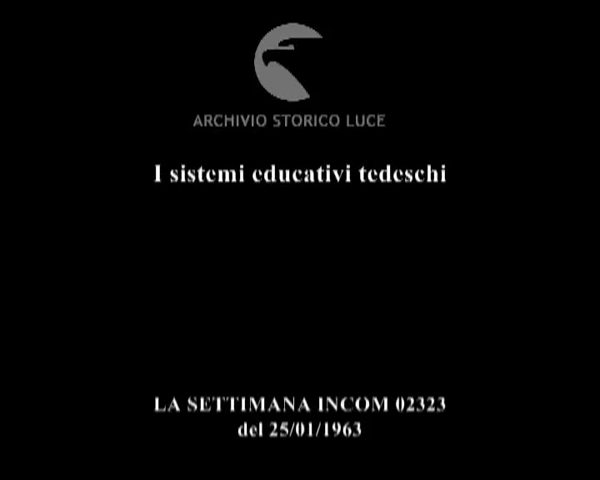 ARCHIVIO STORICO LUCE
I sistemi educativi tedeschi
LA SETTIMANA INCOM 02323
del 25/01/1963